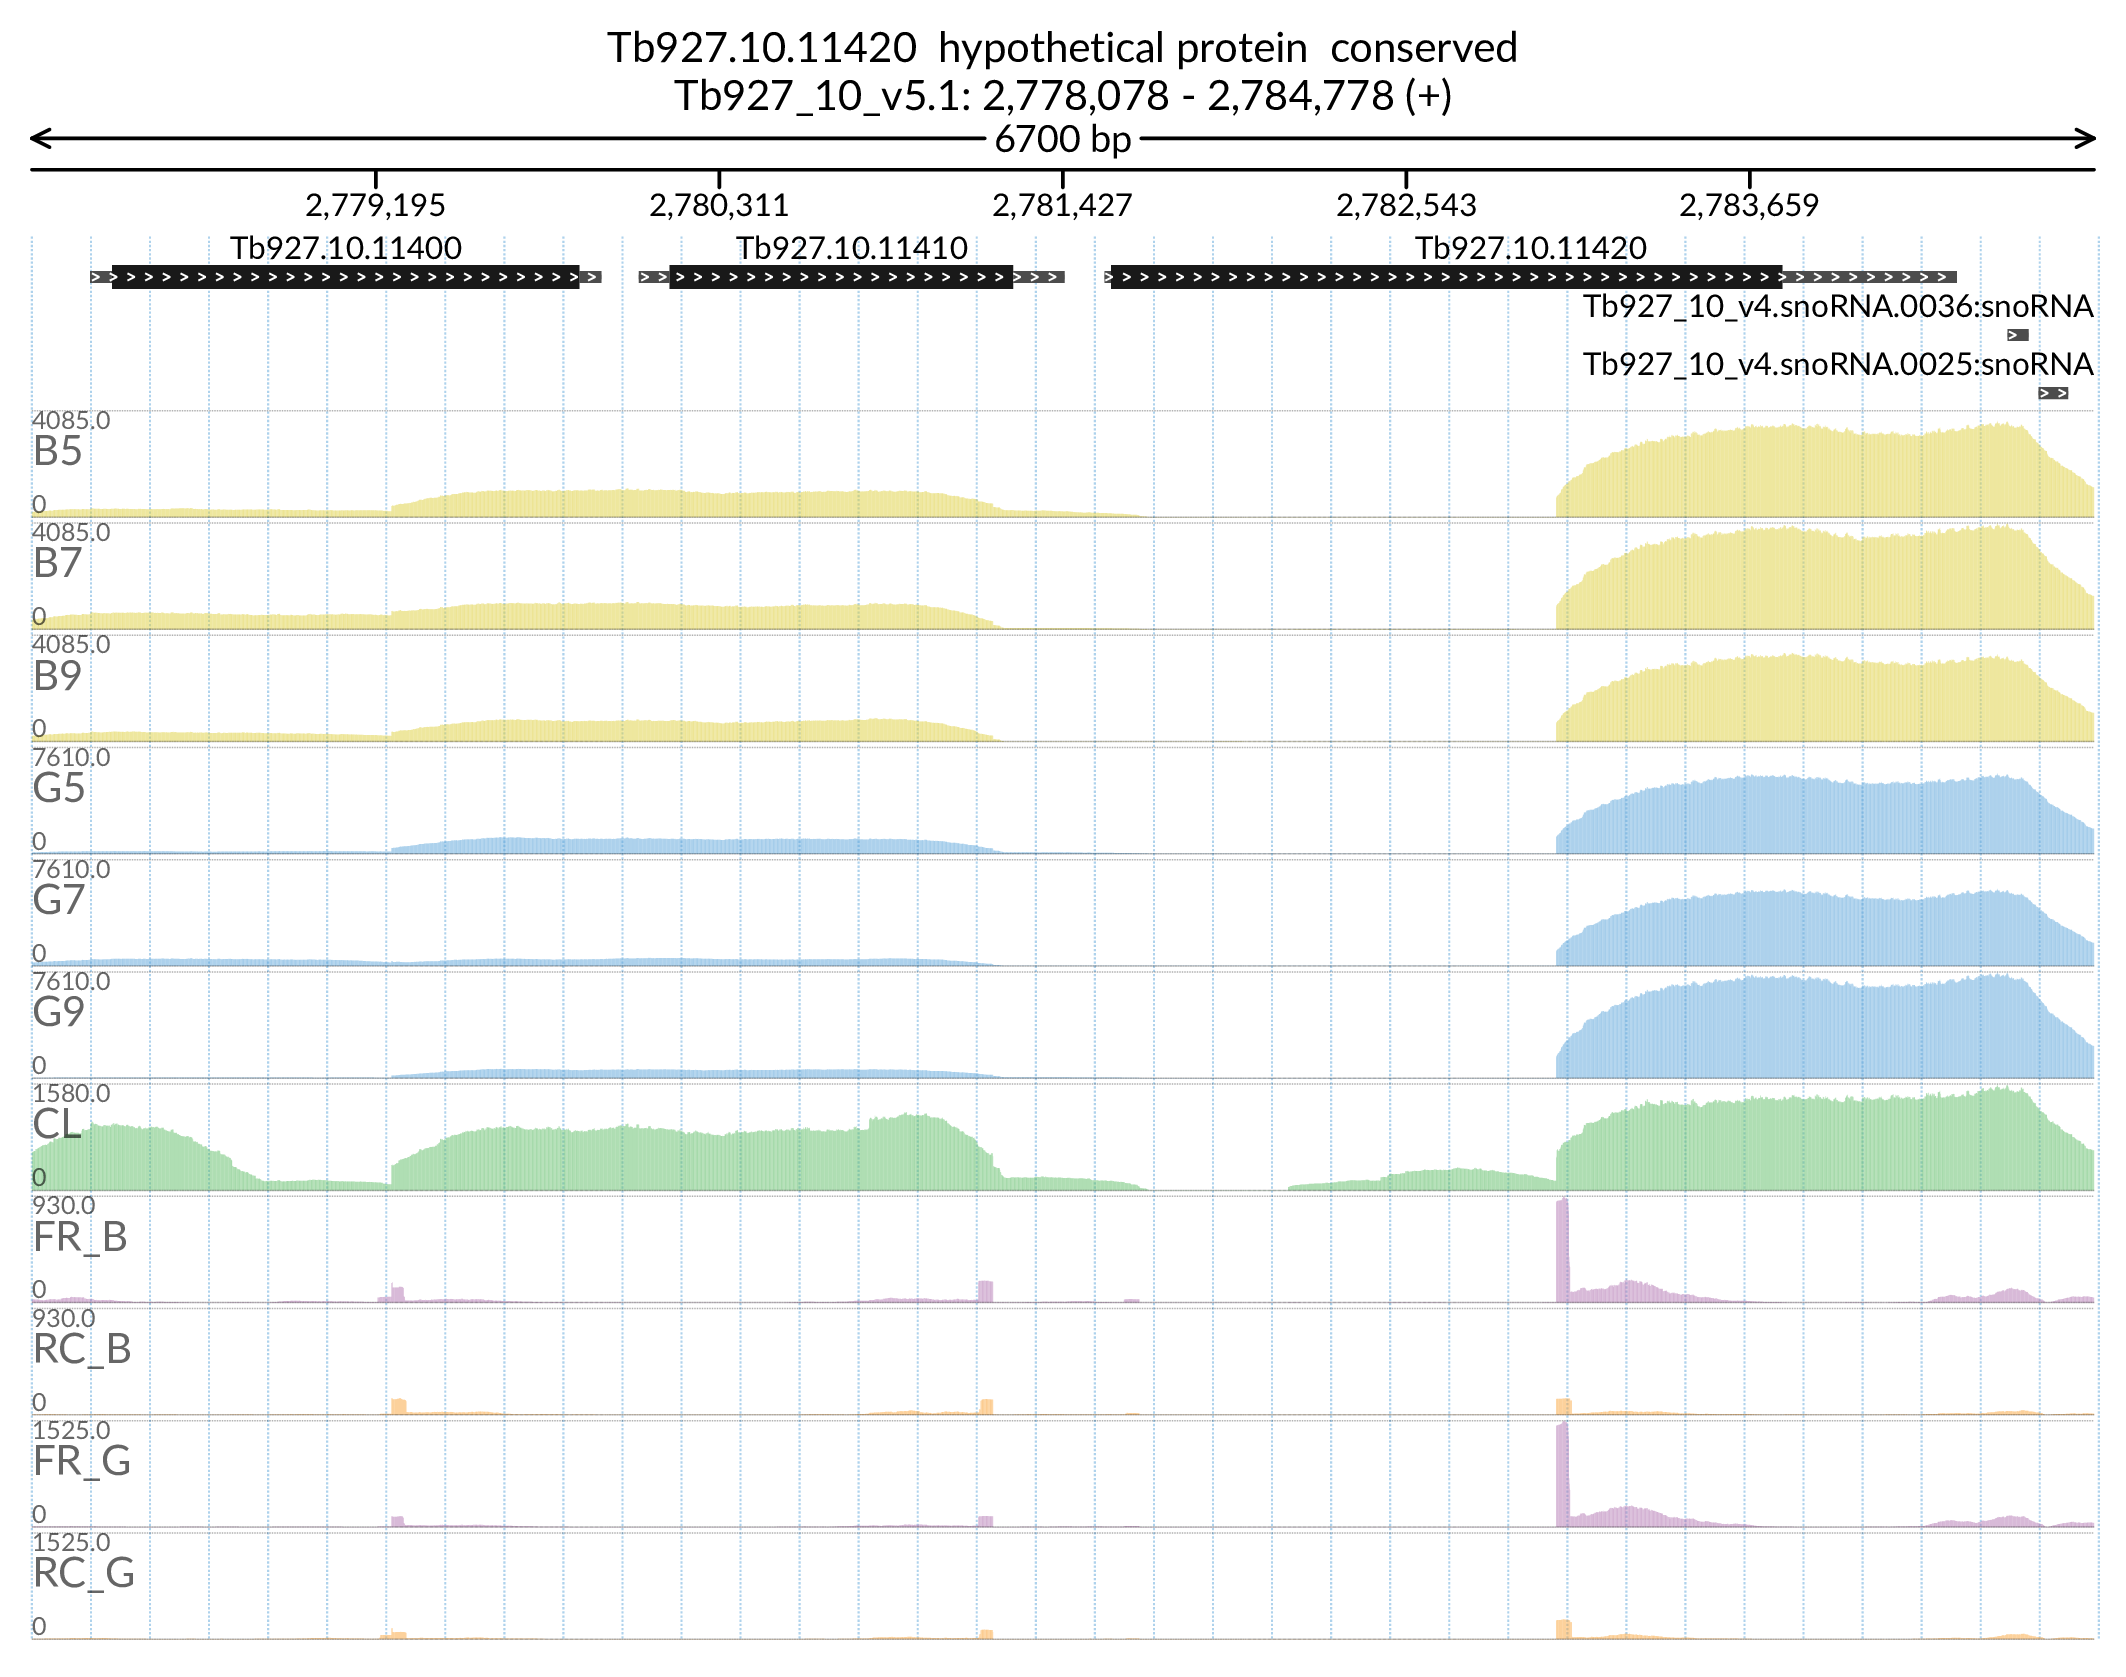 Tb927.10.11420  hypothetical protein  conserved
Tb927_10_v5.1: 2,778,078 - 2,784,778 (+)
6700 bp
2,779,195 2,780,311 2,781,427 2,782,543 2,783,659
Tb927.10.11400 Tb927.10.11410 Tb927.10.11420
Tb927_10_v4.snoRNA.0036:snoRNA
Tb927_10_v4.snoRNA.0025:snoRNA
4085.0
B5
0
4085.0
B7
0
4085.0
B9
0
7610.0
G5
0
7610.0
G7
0
7610.0
G9
0
1580.0
CL
0
930.0
FR_B
0
930.0
RC_B
0
1525.0
FR_G
0
1525.0
RC_G
0